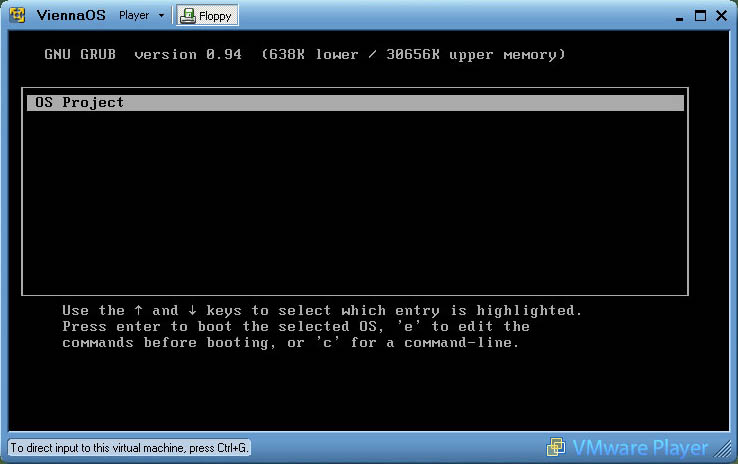 ViennaOS Player Floppy
GNU GRUB version 0.94 (638K lower / 30656K upper memory)
OS Project
Use the ↑ and ↓ keys to select which entry is highlighted.
Press enter to boot the selected OS, 'e' to edit the
commands before booting, or 'c' for a command-line.
To direct input to this virtual machine, press Ctrl+G.
VMware Player